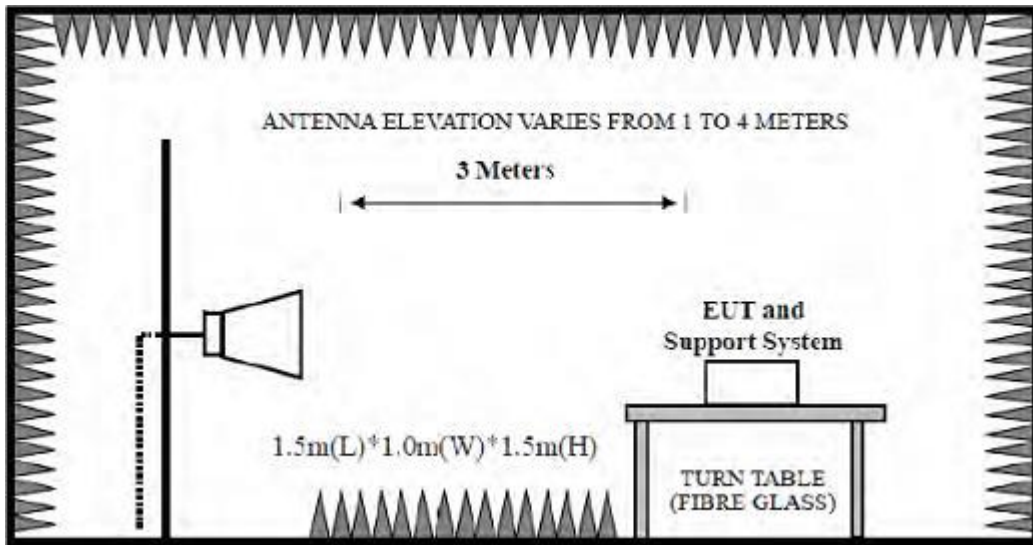 ANTENNA ELEVATION VARIES FROM 1 TO 4 METERS
3 Meters
EUT and
Support System
1.5m(L)*1.0m(W)*1.5m(H)
TURN TABLE
(FIBRE GLASS)